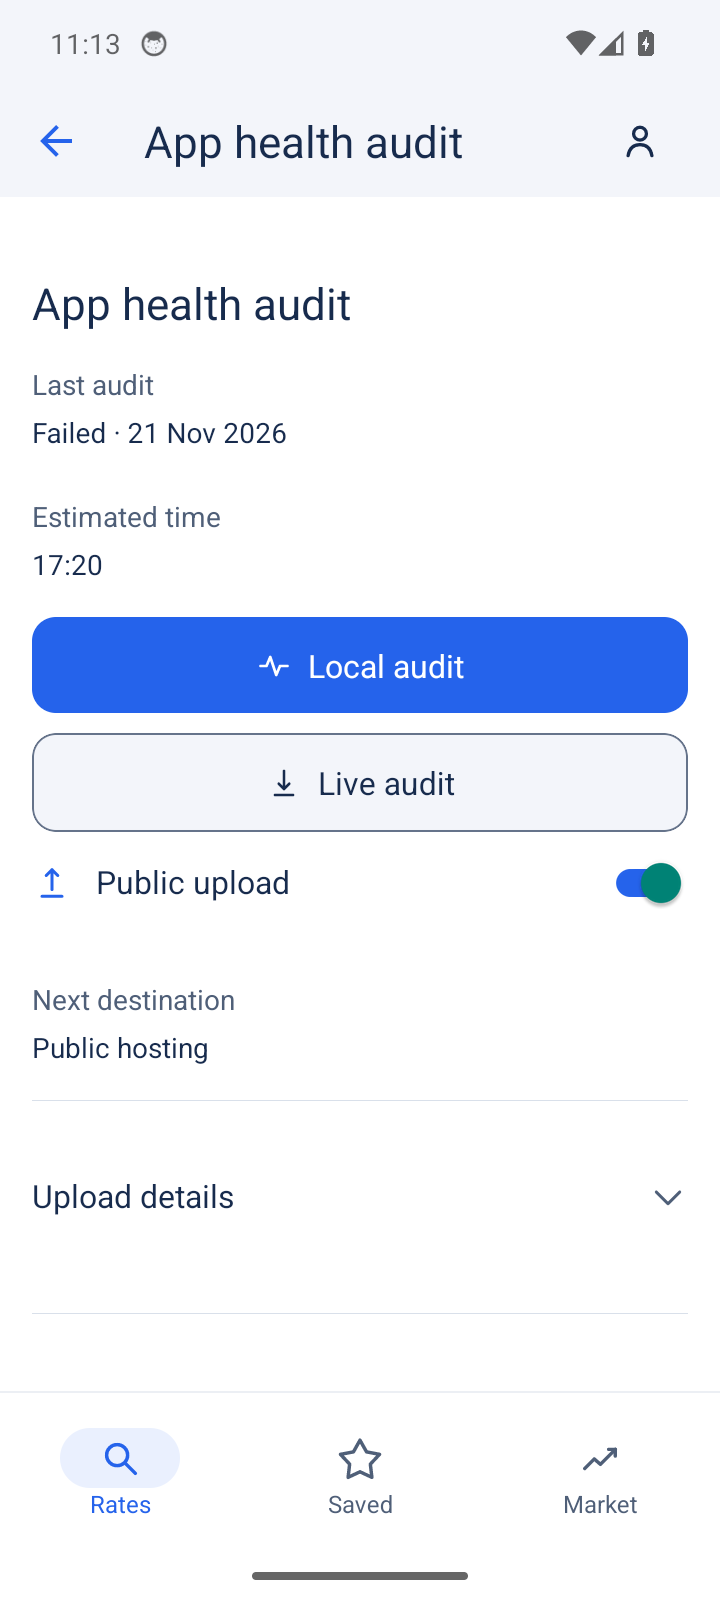 11:13
App health audit
App health audit
Last audit
Failed · 21 Nov 2026
Estimated time
17:20
Local audit
Live audit
Public upload
Next destination
Public hosting
Upload details
Rates
Saved
Market